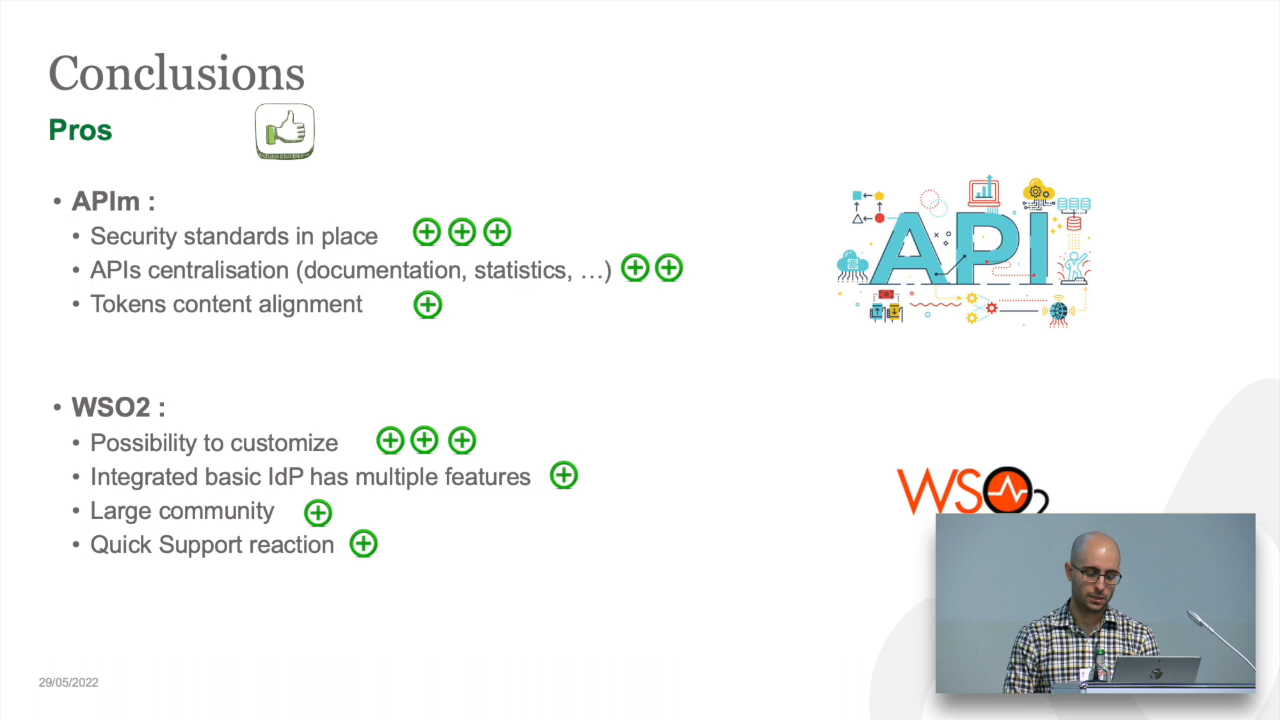 Conclusions
Pros
• APIm :
• Security standards in place
• APIs centralisation (documentation, statistics, …)
• Tokens content alignment
API
• WSO2 :
• Possibility to customize
• Integrated basic IdP has multiple features
• Large community
• Quick Support reaction
WSO2
29/05/2022